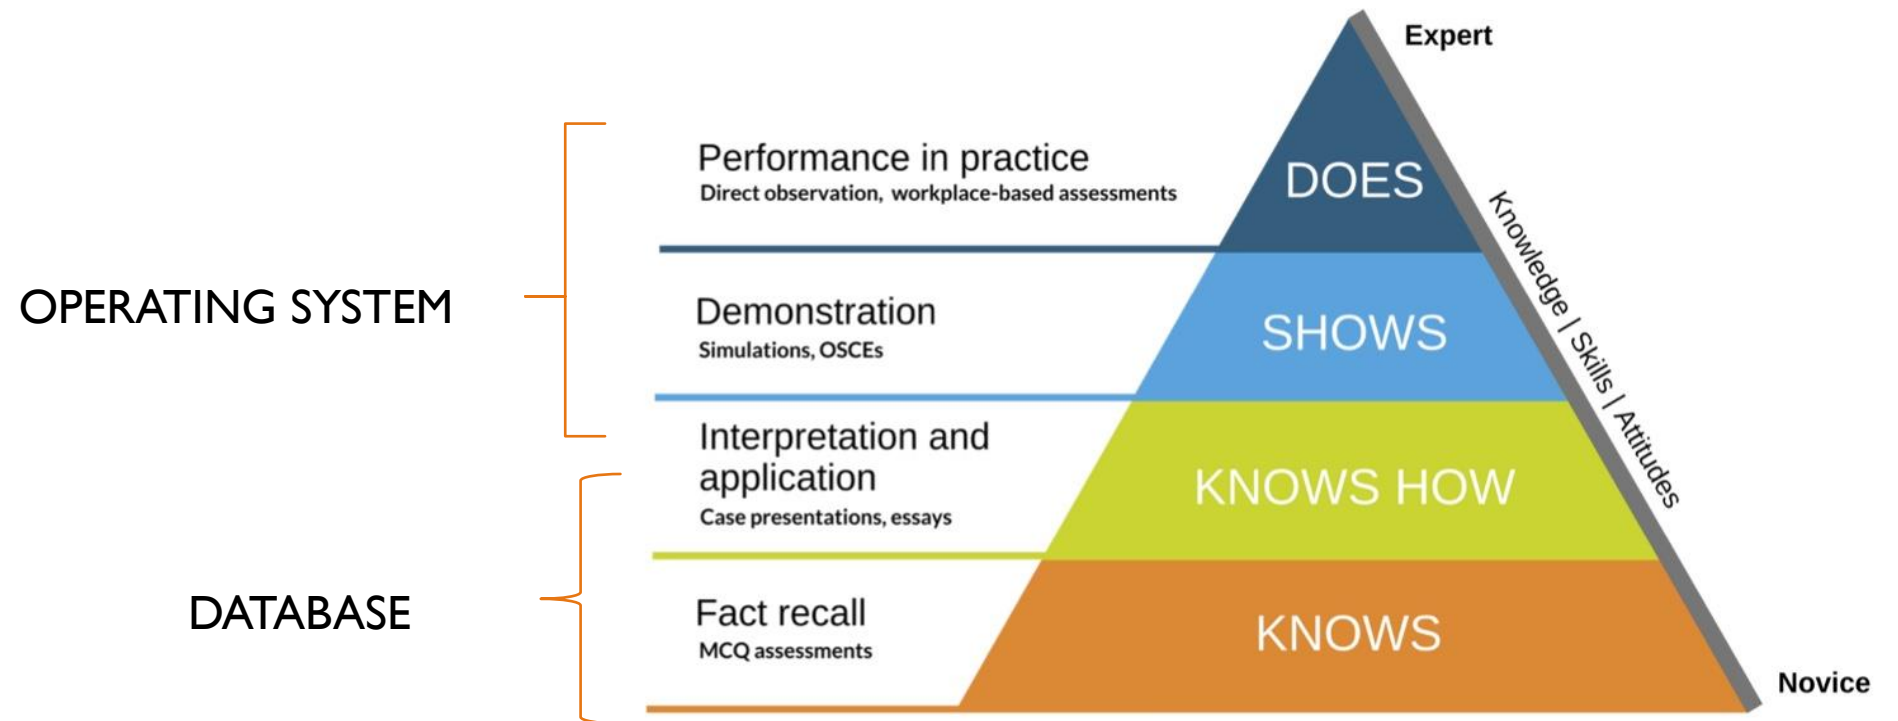 Expert
Performance in practice
Direct observation, workplace-based assessments
DOES
OPERATING SYSTEM
Demonstration
Simulations, OSCEs
SHOWS
Knowledge | Skills | Attitudes
Interpretation and
application
Case presentations, essays
KNOWS HOW
DATABASE
Fact recall
MCQ assessments
KNOWS
Novice